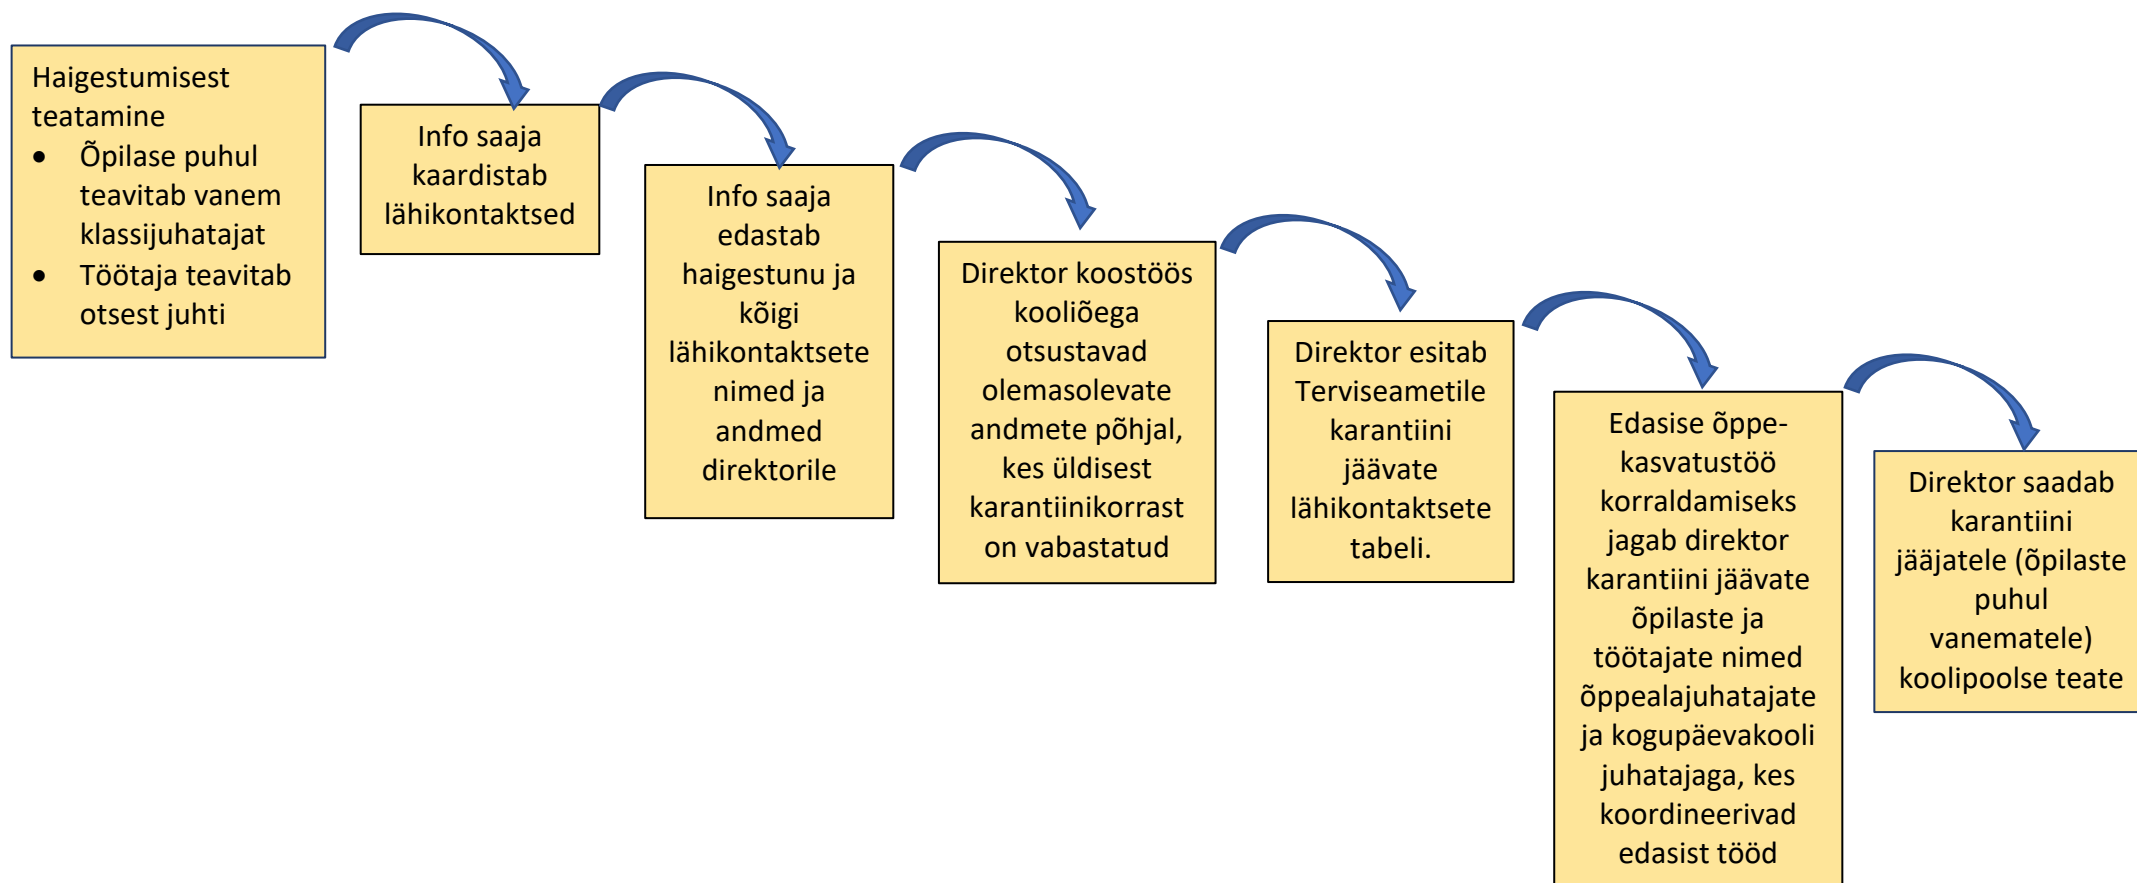 Haigestumisest
teatamine
• Õpilase puhul
teavitab vanem
klassijuhatajat
• Töötaja teavitab
otsest juhti
Info saaja
kaardistab
lähikontaktsed
Info saaja
edastab
haigestunu ja
kõigi
lähikontaktsete
nimed ja
andmed
direktorile
Direktor koostöös
kooliõega
otsustavad
olemasolevate
andmete põhjal,
kes üldisest
karantiinikorrast
on vabastatud
Direktor esitab
Terviseametile
karantiini
jäävate
lähikontaktsete
tabeli.
Edasise õppe-
kasvatustöö
korraldamiseks
jagab direktor
karantiini jäävate
õpilaste ja
töötajate nimed
õppealajuhatajate
ja kogupäevakooli
juhatajaga, kes
koordineerivad
edasist tööd
Direktor saadab
karantiini
jääjatele (õpilaste
puhul
vanematele)
koolipoolse teate